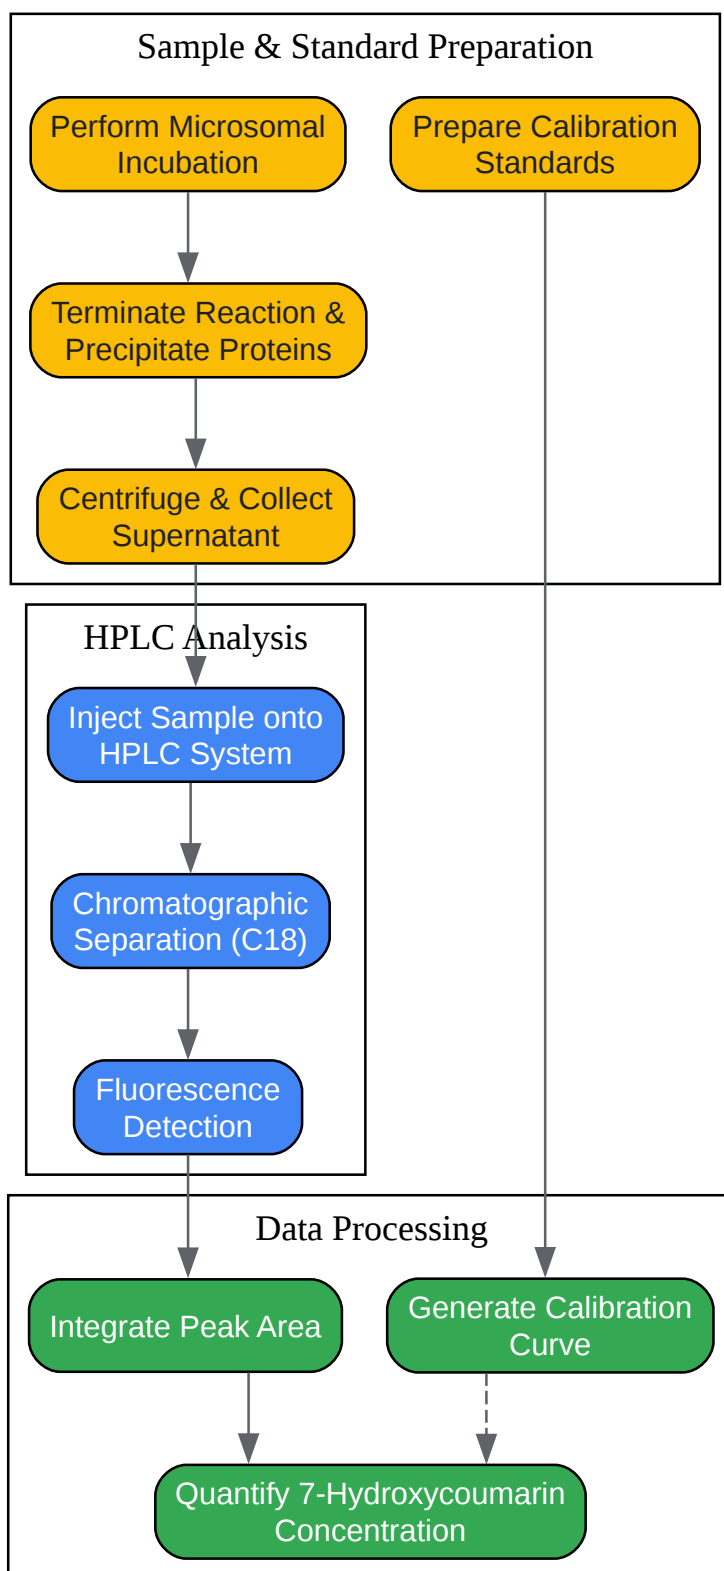 Sample & Standard Preparation
Perform Microsomal
Incubation
Prepare Calibration
Standards
Terminate Reaction &
Precipitate Proteins
Centrifuge & Collect
Supernatant
HPLC Analysis
Inject Sample onto
HPLC System
Chromatographic
Separation (C18)
Fluorescence
Detection
Data Processing
Integrate Peak Area
Generate Calibration
Curve
Quantify 7-Hydroxycoumarin
Concentration